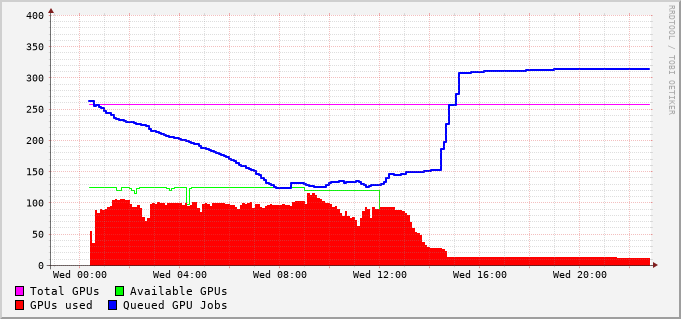 RRDTOOL / TOBI OETIKER
400
350
300
250
200
150
100
50
0
Wed 00:00 Wed 04:00 Wed 08:00 Wed 12:00 Wed 16:00 Wed 20:00
Total GPUs Available GPUs
GPUs used Queued GPU Jobs